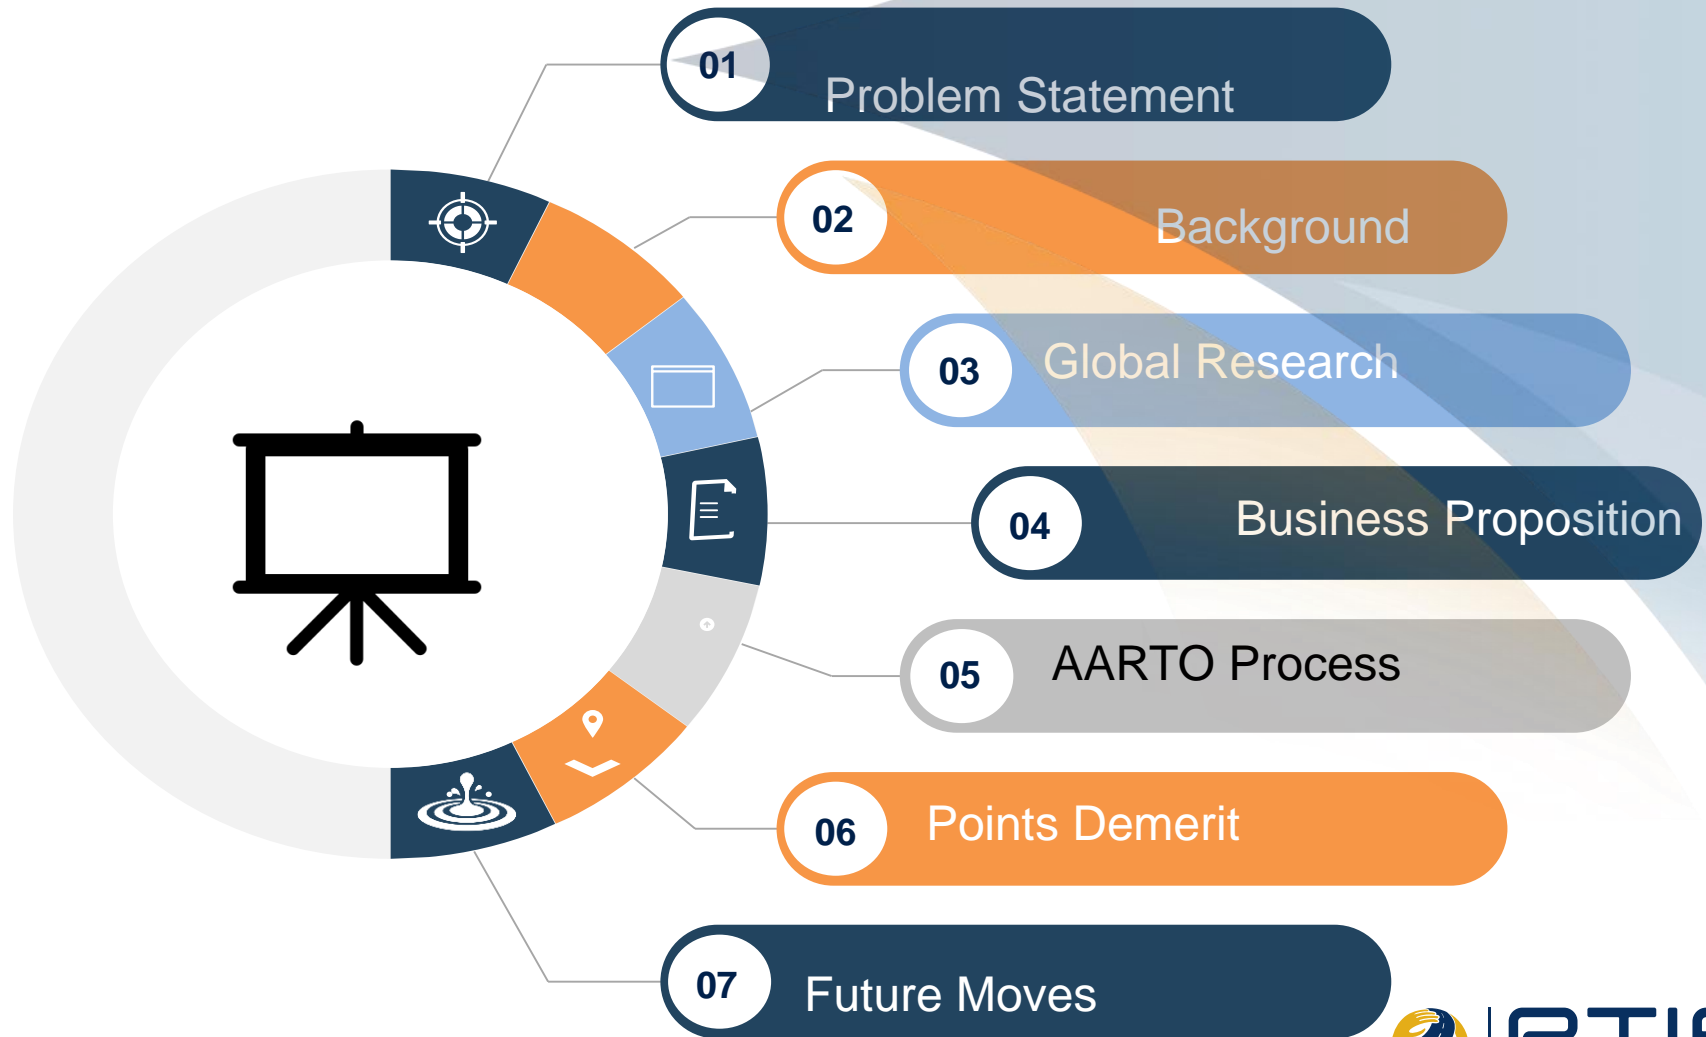 01
Problem Statement
02
Background
03
Global Research
04
Business Proposition
05
AARTO Process
06
Points Demerit
07
Future Moves